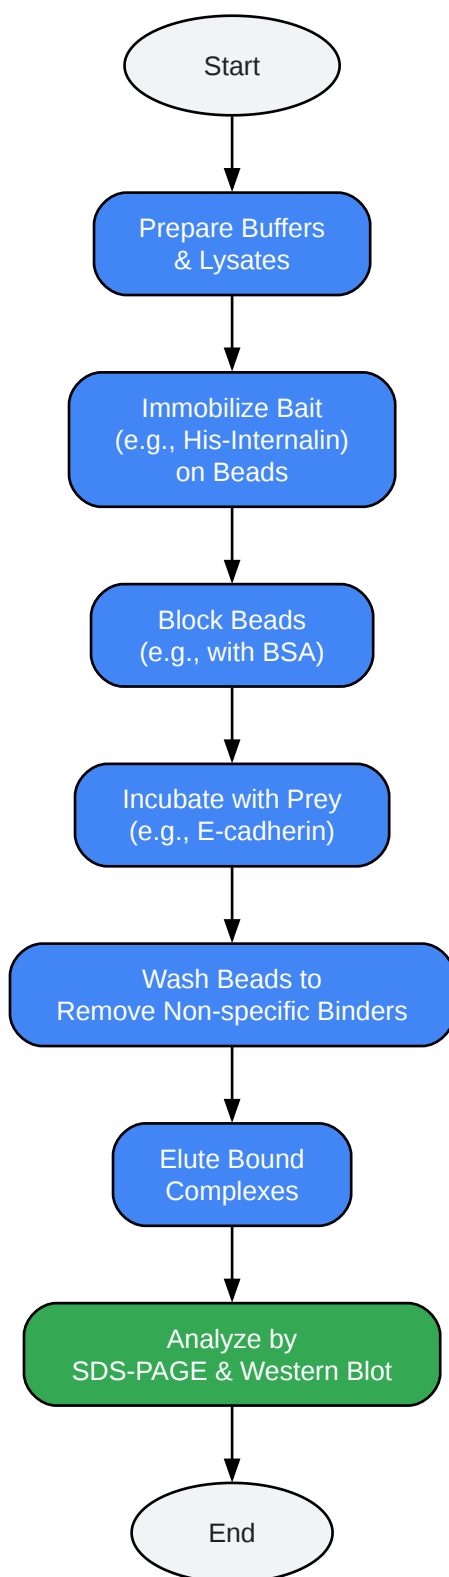 Start
Prepare Buffers
& Lysates
Immobilize Bait
(e.g., His-Internalin)
on Beads
Block Beads
(e.g., with BSA)
Incubate with Prey
(e.g., E-cadherin)
Wash Beads to
Remove Non-specific Binders
Elute Bound
Complexes
Analyze by
SDS-PAGE & Western Blot
End